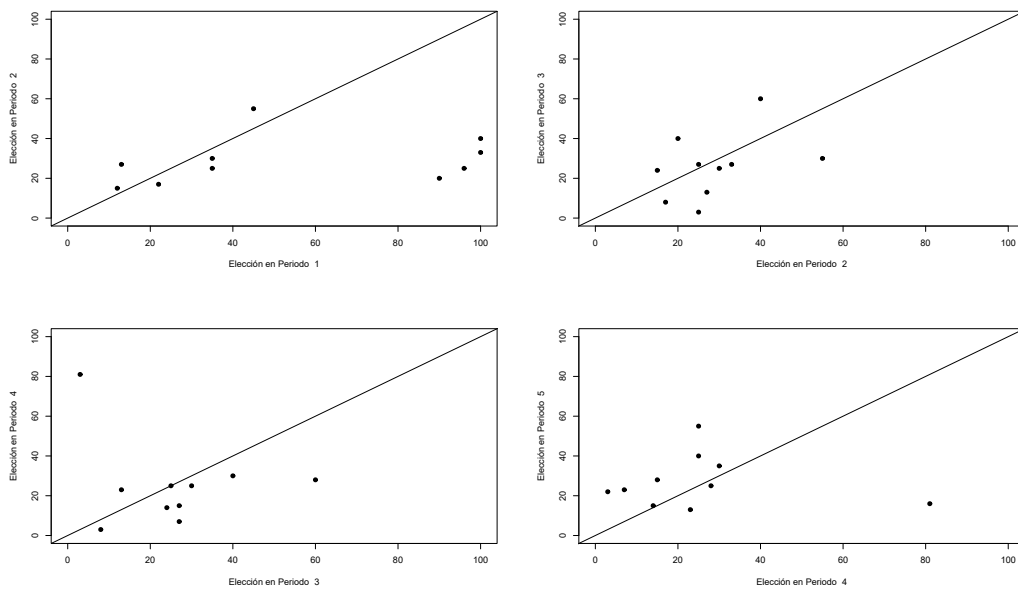 100
80
60
40
20
0
Elección en Periodo 2
0 20 40 60 80 100
Elección en Periodo 1
100
80
60
40
20
0
Elección en Periodo 3
0 20 40 60 80 100
Elección en Periodo 2
100
80
60
40
20
0
Elección en Periodo 4
0 20 40 60 80 100
Elección en Periodo 3
100
80
60
40
20
0
Elección en Periodo 5
0 20 40 60 80 100
Elección en Periodo 4